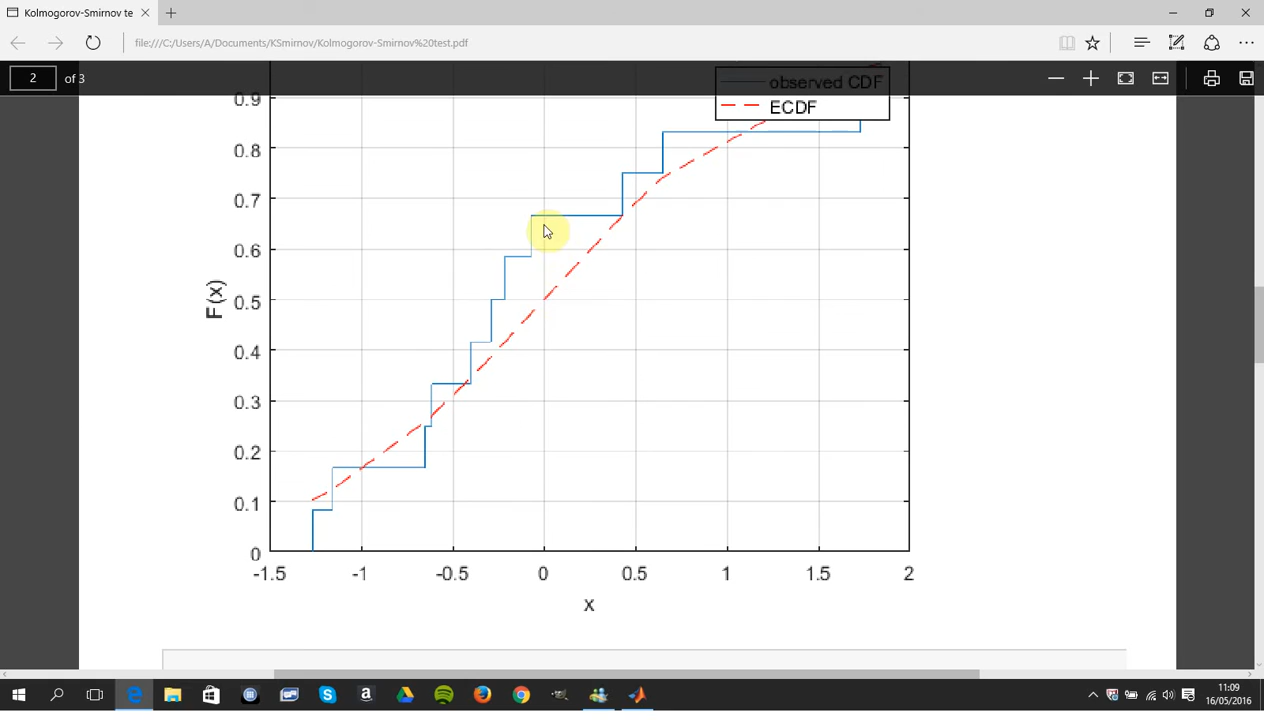 Kolmogorov-Smirnov te
file:///C:/Users/A/Documents/KSmirnov/Kolmogorov-Smirnov%20test.pdf
2 of 3
observed CDF
ECDF
0.9
0.8
0.7
0.6
0.5
0.4
0.3
0.2
0.1
0
F(x)
-1.5 -1 -0.5 0 0.5 1 1.5 2
x
11:09
16/05/2016